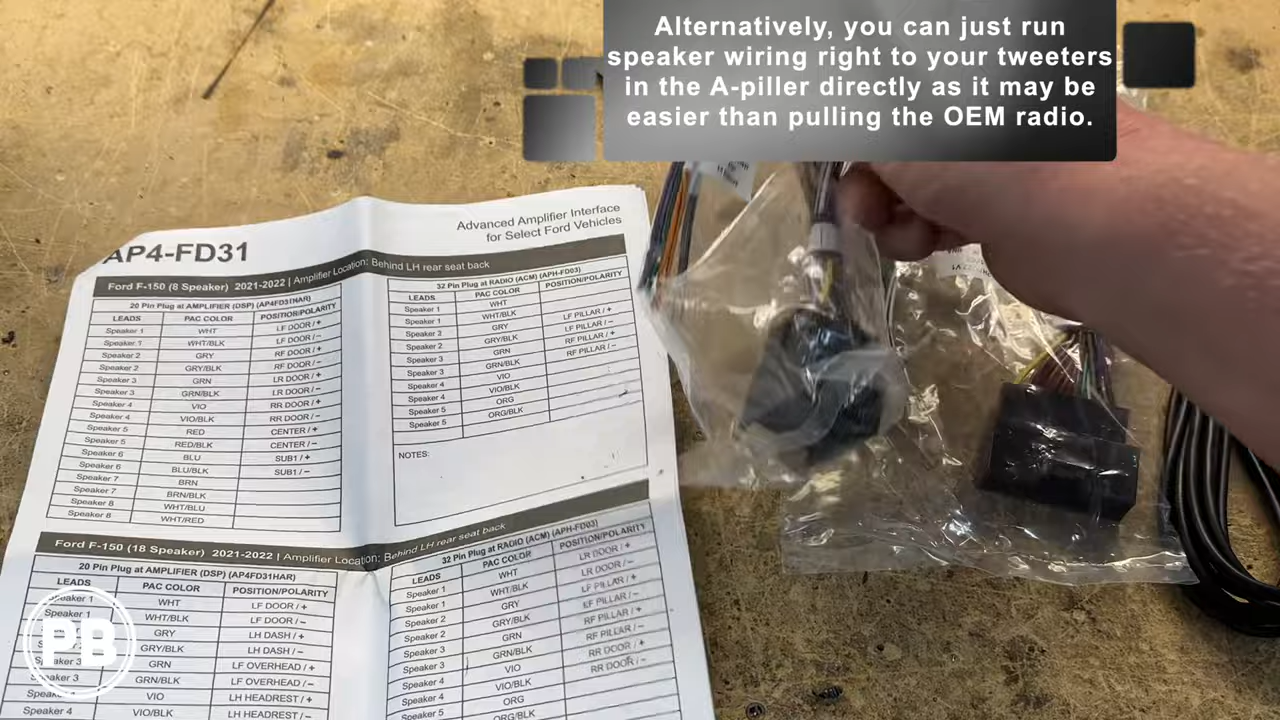 Alternatively, you can just run
speaker wiring right to your tweeters
in the A-piller directly as it may be
easier than pulling the OEM radio.
Advanced Amplifier Interface
for Select Ford Vehicles
AP4-FD31
Ford F-150 (8 Speaker) 2021-2022 | Amplifier Location: Behind LH rear seat back
20 Pin Plug at AMPLIFIER (DSP) (AP4FD31HAR)
LEADS PAC COLOR POSITION/POLARITY
Speaker 1 WHT LF DOOR / +
Speaker 1 WHT/BLK LF DOOR / –
Speaker 2 GRY RF DOOR / +
Speaker 2 GRY/BLK RF DOOR / –
Speaker 3 GRN LR DOOR / +
Speaker 3 GRN/BLK LR DOOR / –
Speaker 4 VIO RR DOOR / +
Speaker 4 VIO/BLK RR DOOR / –
Speaker 5 RED CENTER / +
Speaker 5 RED/BLK CENTER / –
Speaker 6 BLU SUB1 / +
Speaker 6 BLU/BLK SUB1 / –
Speaker 7 BRN
Speaker 7 BRN/BLK
Speaker 8 WHT/BLU
Speaker 8 WHT/RED
32 Pin Plug at RADIO (ACM) (APH-FD03)
LEADS PAC COLOR POSITION/POLARITY
Speaker 1 WHT
Speaker 1 WHT/BLK
Speaker 2 GRY LF PILLAR / +
Speaker 2 GRY/BLK LF PILLAR / –
Speaker 3 GRN RF PILLAR / +
Speaker 3 GRN/BLK RF PILLAR / –
Speaker 4 VIO
Speaker 4 VIO/BLK
Speaker 5 ORG
Speaker 5 ORG/BLK
NOTES:
Ford F-150 (18 Speaker) 2021-2022 | Amplifier Location: Behind LH rear seat back
20 Pin Plug at AMPLIFIER (DSP) (AP4FD31HAR)
LEADS PAC COLOR POSITION/POLARITY
Speaker 1 WHT LF DOOR / +
Speaker 1 WHT/BLK LF DOOR / –
GRY LH DASH / +
GRY/BLK LH DASH / –
Speaker 3 GRN LF OVERHEAD / +
Speaker 3 GRN/BLK LF OVERHEAD / –
VIO LH HEADREST / +
Speaker 4 VIO/BLK LH HEADREST / –
32 Pin Plug at RADIO (ACM) (APH-FD03)
LEADS PAC COLOR POSITION/POLARITY
Speaker 1 WHT LR DOOR / +
Speaker 1 WHT/BLK LR DOOR / –
Speaker 2 GRY LF PILLAR / +
Speaker 2 GRY/BLK LF PILLAR / –
Speaker 3 GRN RF PILLAR / +
Speaker 3 GRN/BLK RF PILLAR / –
Speaker 4 VIO RR DOOR / +
Speaker 4 VIO/BLK RR DOOR / –
Speaker 5 ORG
ORG/BLK
PB